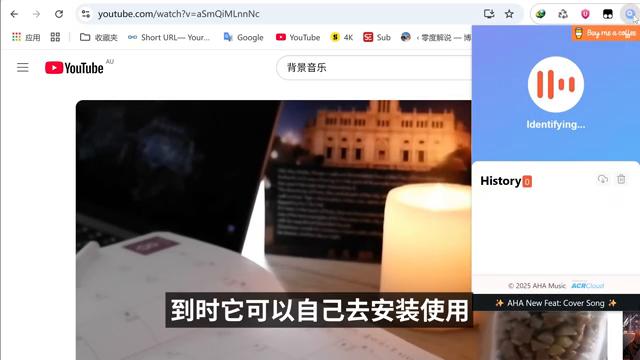 youtube.com/watch?v=aSmQiMLnnNc
应用
收藏夹
Short URL— Your...
Google
YouTube
4K
Sub
‹ 零度解说 — 博
Buy me a coffee
YouTube AU
背景音乐
Identifying...
History 0
© 2025 AHA Music ACRCloud
✨ AHA New Feat: Cover Song ✨
到时它可以自己去安装使用